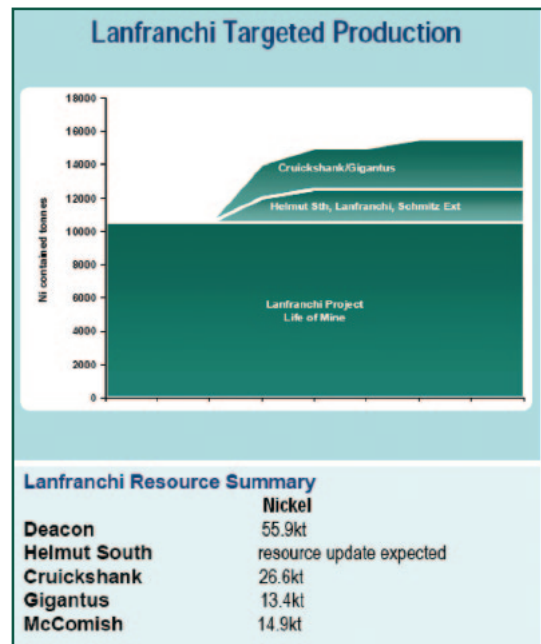 Lanfranchi Targeted Production
18000
16000
14000
12000
10000
8000
6000
4000
2000
0
Ni contained tonnes
Cruickshank/Gigantus
Helmut Sth, Lanfranchi, Schmitz Ext
Lanfranchi Project
Life of Mine
Lanfranchi Resource Summary
Nickel
Deacon 55.9kt
Helmut South resource update expected
Cruickshank 26.6kt
Gigantus 13.4kt
McComish 14.9kt